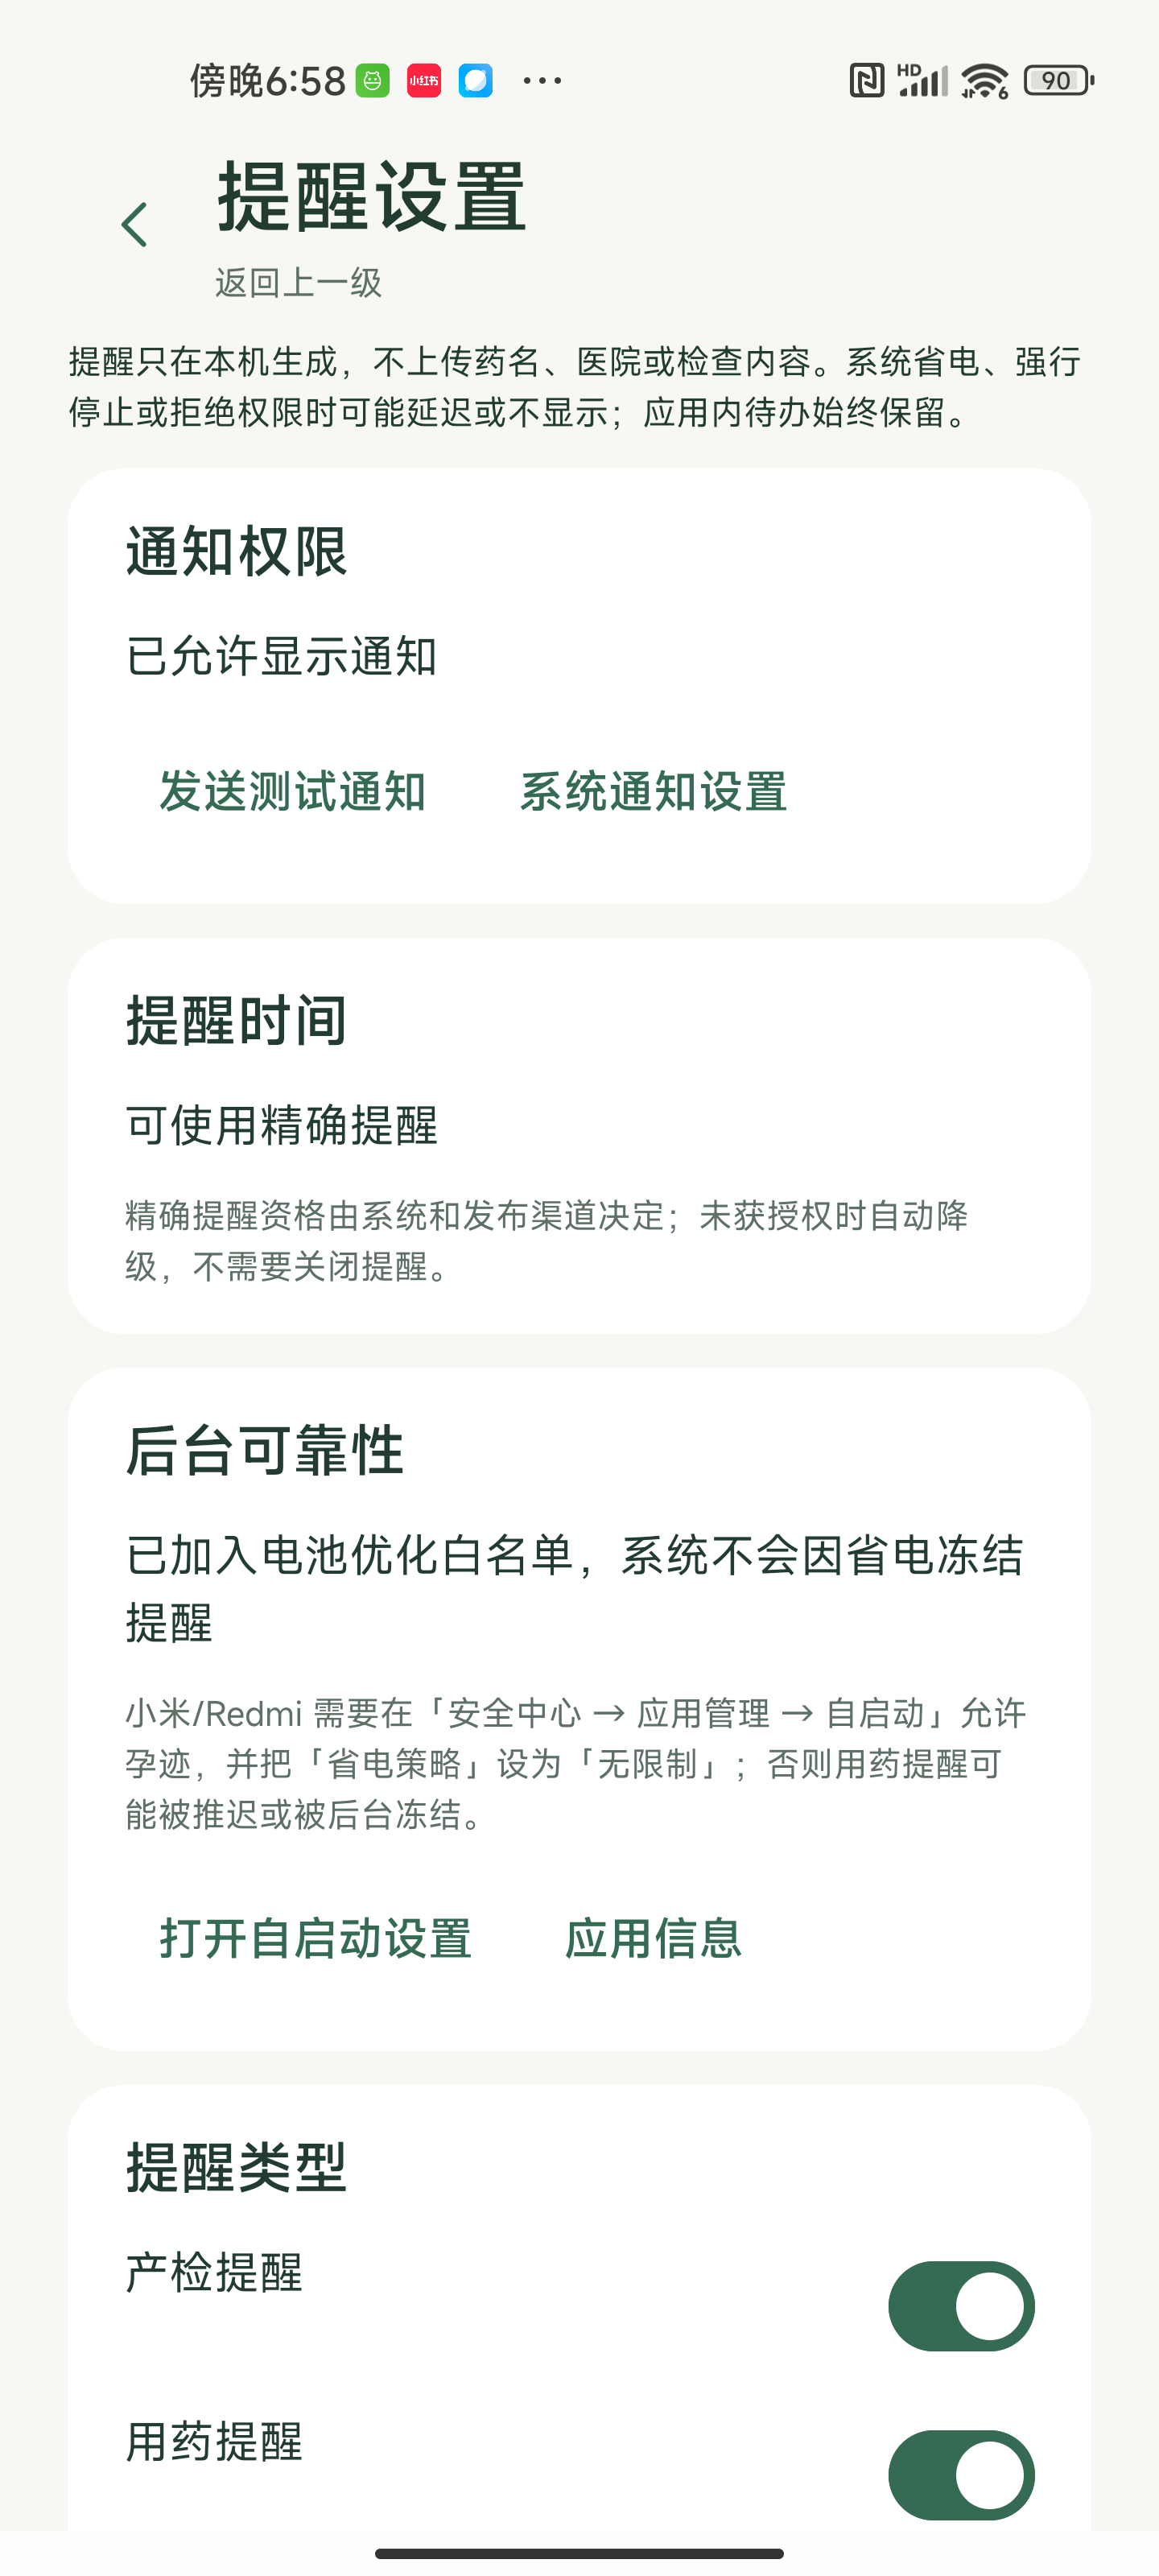 傍晚6:58 小红书 ··· HD 6 90
提醒设置
返回上一级
提醒只在本机生成，不上传药名、医院或检查内容。系统省电、强行
停止或拒绝权限时可能延迟或不显示；应用内待办始终保留。
通知权限
已允许显示通知
发送测试通知 系统通知设置
提醒时间
可使用精确提醒
精确提醒资格由系统和发布渠道决定；未获授权时自动降
级，不需要关闭提醒。
后台可靠性
已加入电池优化白名单，系统不会因省电冻结
提醒
小米/Redmi 需要在「安全中心 → 应用管理 → 自启动」允许
孕迹，并把「省电策略」设为「无限制」；否则用药提醒可
能被推迟或被后台冻结。
打开自启动设置 应用信息
提醒类型
产检提醒
用药提醒